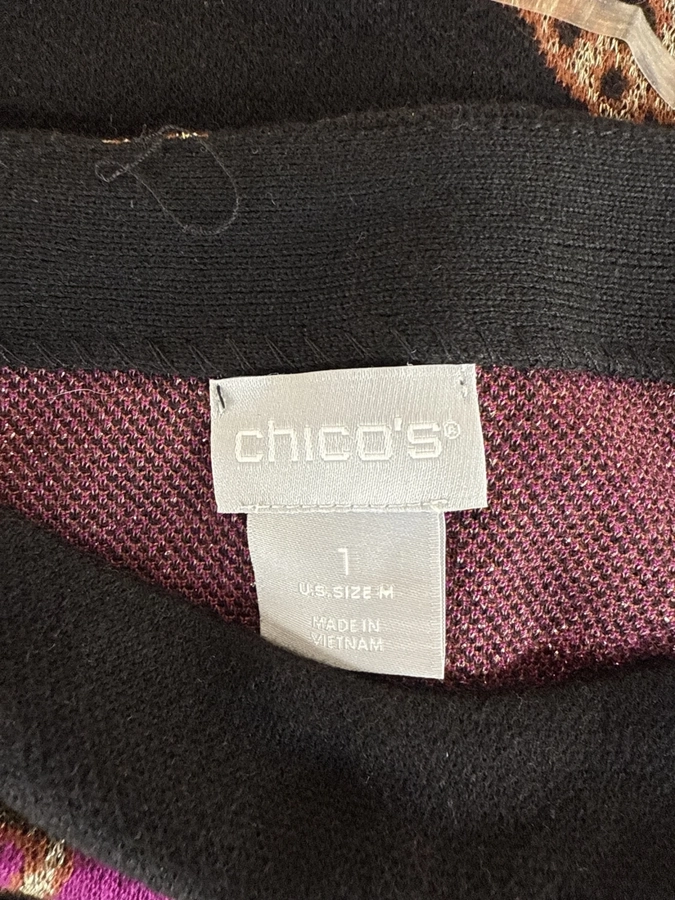 chico's®
1
U.S. SIZE M
MADE IN
VIETNAM